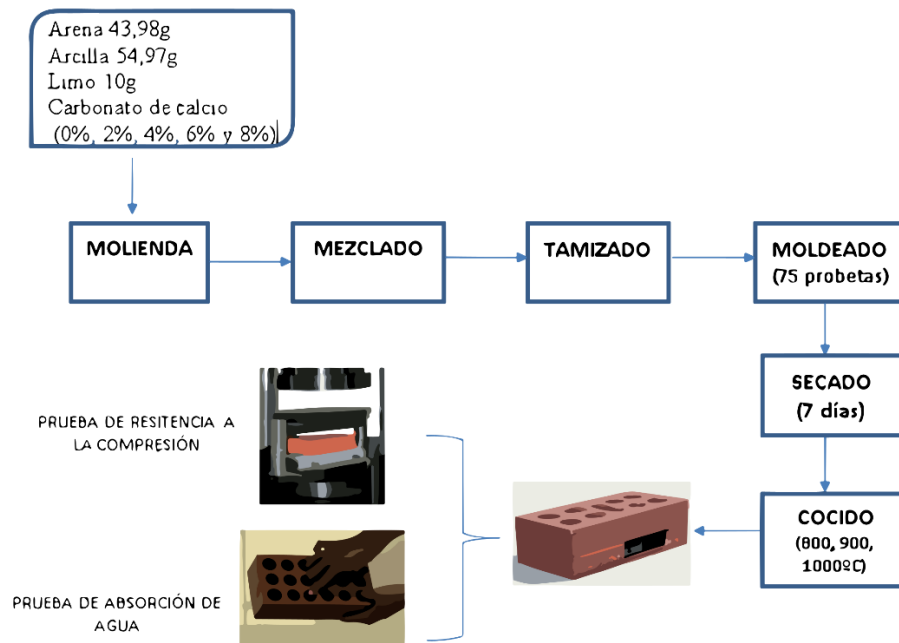 Arena 43,98g
Arcilla 54,97g
Limo 10g
Carbonato de calcio
(0%, 2%, 4%, 6% y 8%)
MOLIENDA
MEZCLADO
TAMIZADO
MOLDEADO
(75 probetas)
SECADO
(7 días)
COCIDO
(800, 900,
1000ºC)
PRUEBA DE RESITENCIA A
LA COMPRESIÓN
PRUEBA DE ABSORCIÓN DE
AGUA